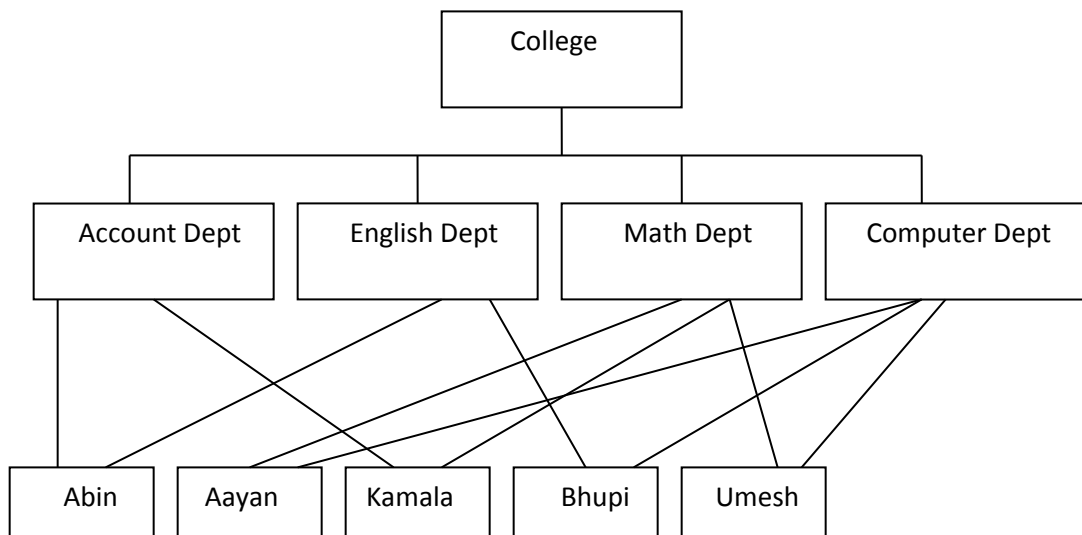 College
Account Dept
English Dept
Math Dept
Computer Dept
Abin
Aayan
Kamala
Bhupi
Umesh